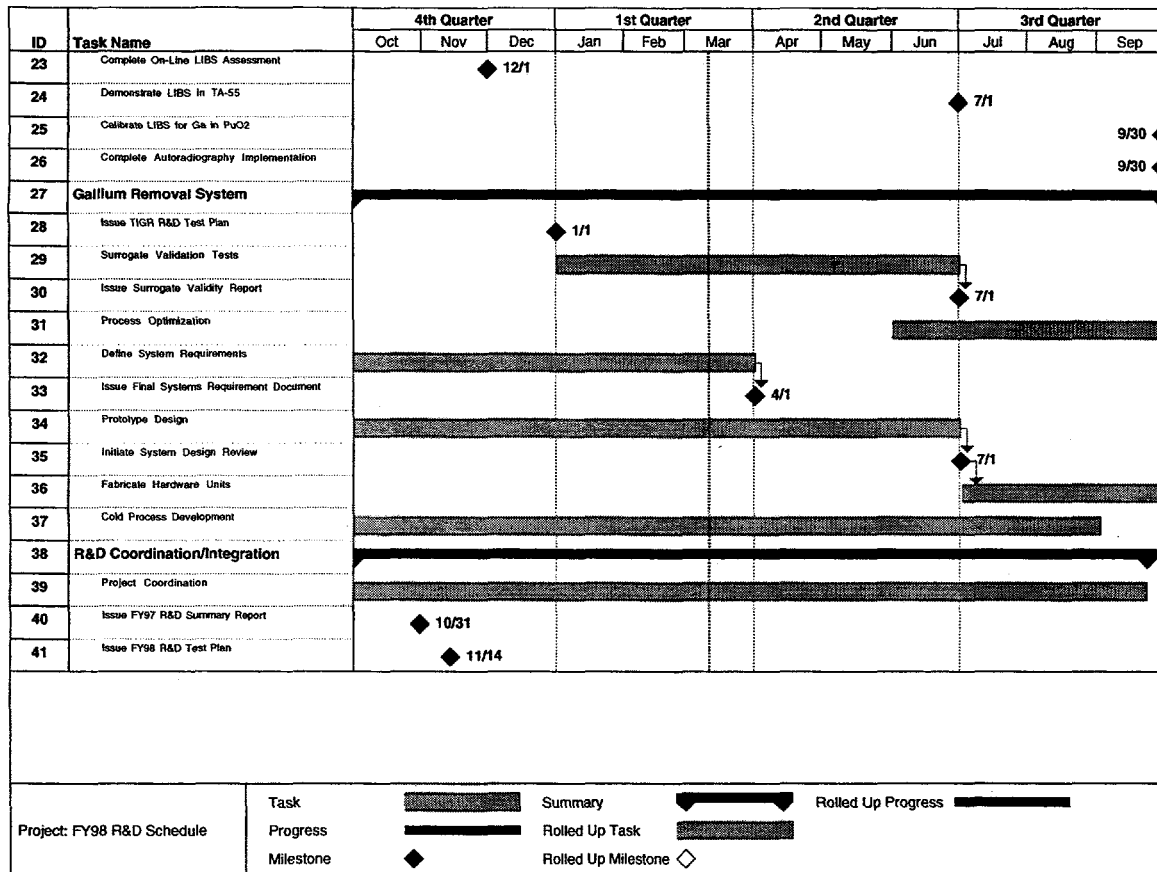 4th Quarter 1st Quarter 2nd Quarter 3rd Quarter
ID Task Name Oct Nov Dec Jan Feb Mar Apr May Jun Jul Aug Sep
23 Complete On-Line LIBS Assessment 12/1
24 Demonstrate LIBS in TA-55 7/1
25 Calibrate LIBS for Ga in PuO2 9/30
26 Complete Autoradiography Implementation 9/30
27 Gallium Removal System
28 Issue TIGR R&D Test Plan 1/1
29 Surrogate Validation Tests
30 Issue Surrogate Validity Report 7/1
31 Process Optimization
32 Define System Requirements
33 Issue Final Systems Requirement Document 4/1
34 Prototype Design
35 Initiate System Design Review 7/1
36 Fabricate Hardware Units
37 Cold Process Development
38 R&D Coordination/Integration
39 Project Coordination
40 Issue FY97 R&D Summary Report 10/31
41 Issue FY98 R&D Test Plan 11/14
Task Summary Rolled Up Progress
Project: FY98 R&D Schedule Progress Rolled Up Task
Milestone Rolled Up Milestone